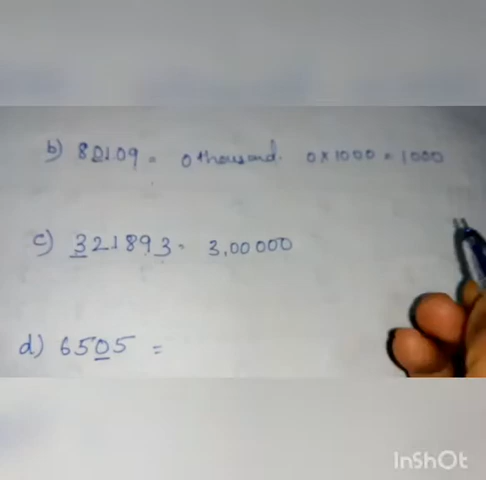 b) 80109 = 0 thousand. 0 × 1000 = 1000
c) 321893 = 3,00000
d) 6505 =
InShOt